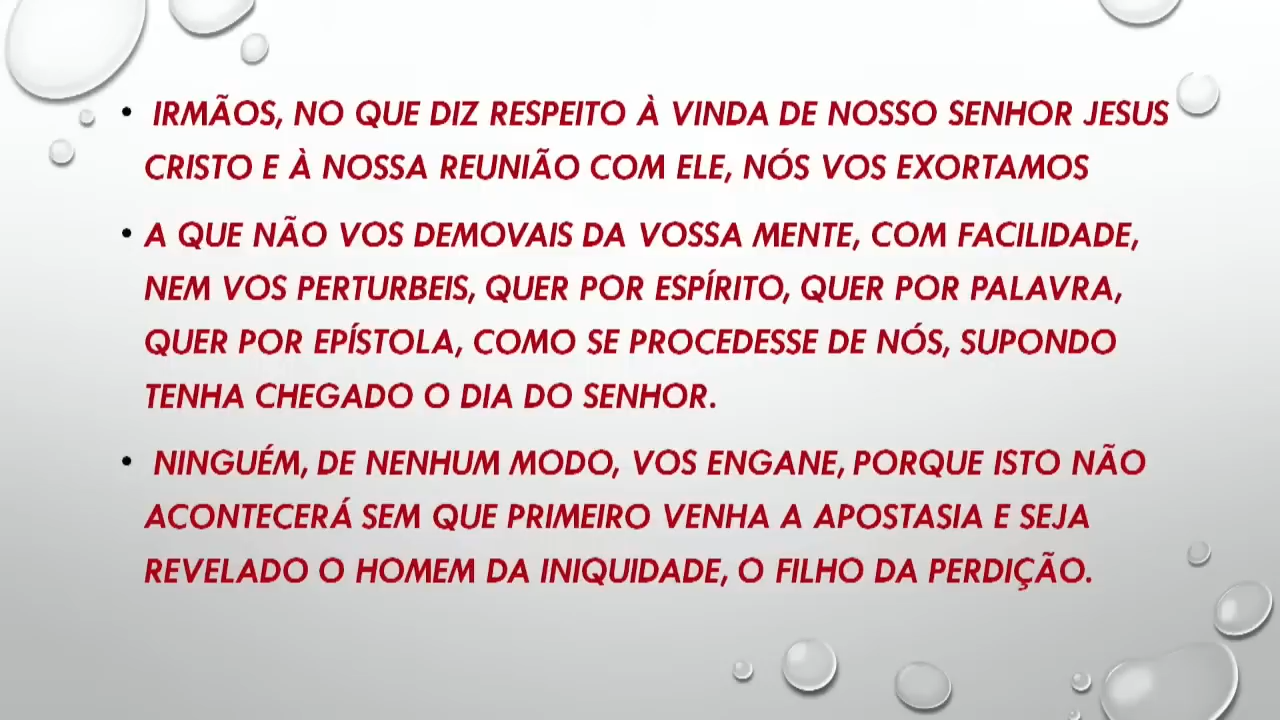 • IRMÃOS, NO QUE DIZ RESPEITO À VINDA DE NOSSO SENHOR JESUS
CRISTO E À NOSSA REUNIÃO COM ELE, NÓS VOS EXORTAMOS
• A QUE NÃO VOS DEMOVAIS DA VOSSA MENTE, COM FACILIDADE,
NEM VOS PERTURBEIS, QUER POR ESPÍRITO, QUER POR PALAVRA,
QUER POR EPÍSTOLA, COMO SE PROCEDESSE DE NÓS, SUPONDO
TENHA CHEGADO O DIA DO SENHOR.
• NINGUÉM, DE NENHUM MODO, VOS ENGANE, PORQUE ISTO NÃO
ACONTECERÁ SEM QUE PRIMEIRO VENHA A APOSTASIA E SEJA
REVELADO O HOMEM DA INIQUIDADE, O FILHO DA PERDIÇÃO.